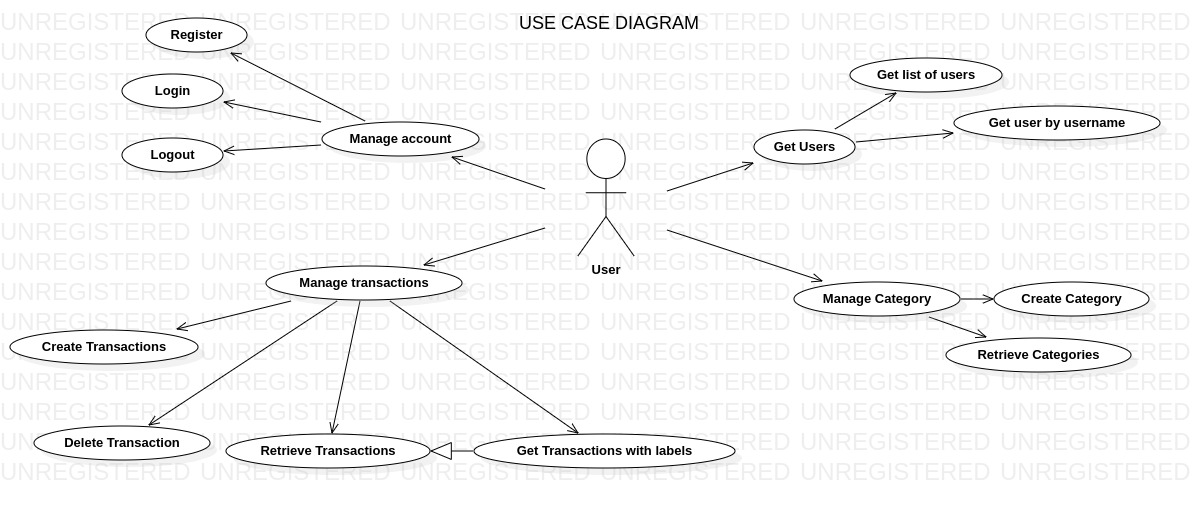 USE CASE DIAGRAM
Register
Login
Logout
Manage account
Get list of users
Get user by username
Get Users
User
Manage transactions
Create Transactions
Delete Transaction
Retrieve Transactions
Get Transactions with labels
Manage Category
Create Category
Retrieve Categories
UNREGISTERED UNREGISTERED UNREGISTERED UNREGISTERED UNREGISTERED UNREGISTERED